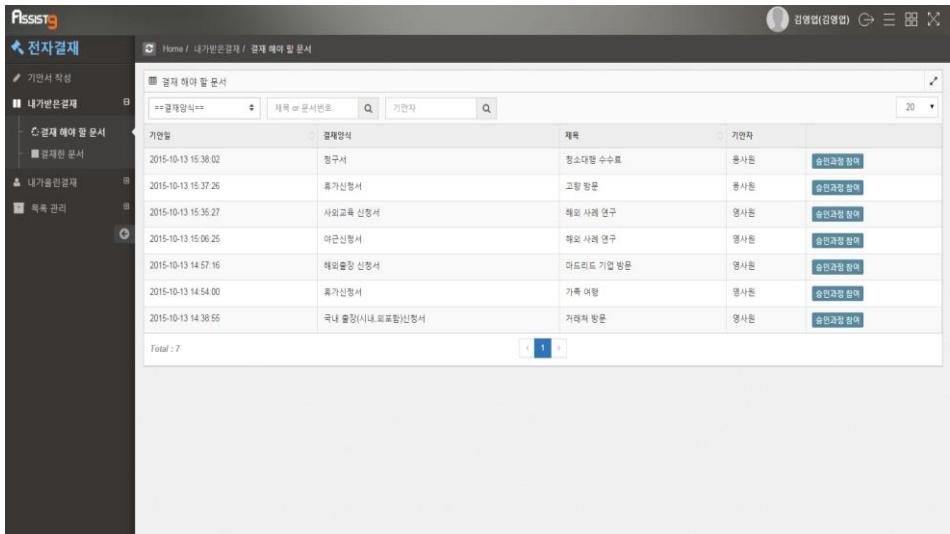 Assist9
김영업(김영업)
전자결재
Home / 내가받은결재 / 결재 해야 할 문서
기안서 작성
내가받은결재
결재 해야 할 문서
결재한 문서
내가올린결재
목록 관리
결재 해야 할 문서
==결재양식== 제목 or 문서번호 기안자 20
기안일 결재양식 제목 기안자
2015-10-13 15:38:02 청구서 청소대행 수수료 용사원 승인과정 참여
2015-10-13 15:37:26 휴가신청서 고향 방문 용사원 승인과정 참여
2015-10-13 15:35:27 사외교육 신청서 해외 사례 연구 영사원 승인과정 참여
2015-10-13 15:06:25 야근신청서 해외 사례 연구 영사원 승인과정 참여
2015-10-13 14:57:16 해외출장 신청서 마드리드 기업 방문 영사원 승인과정 참여
2015-10-13 14:54:00 휴가신청서 가족 여행 영사원 승인과정 참여
2015-10-13 14:38:55 국내 출장(시내,외포함)신청서 거래처 방문 영사원 승인과정 참여
Total : 7
1